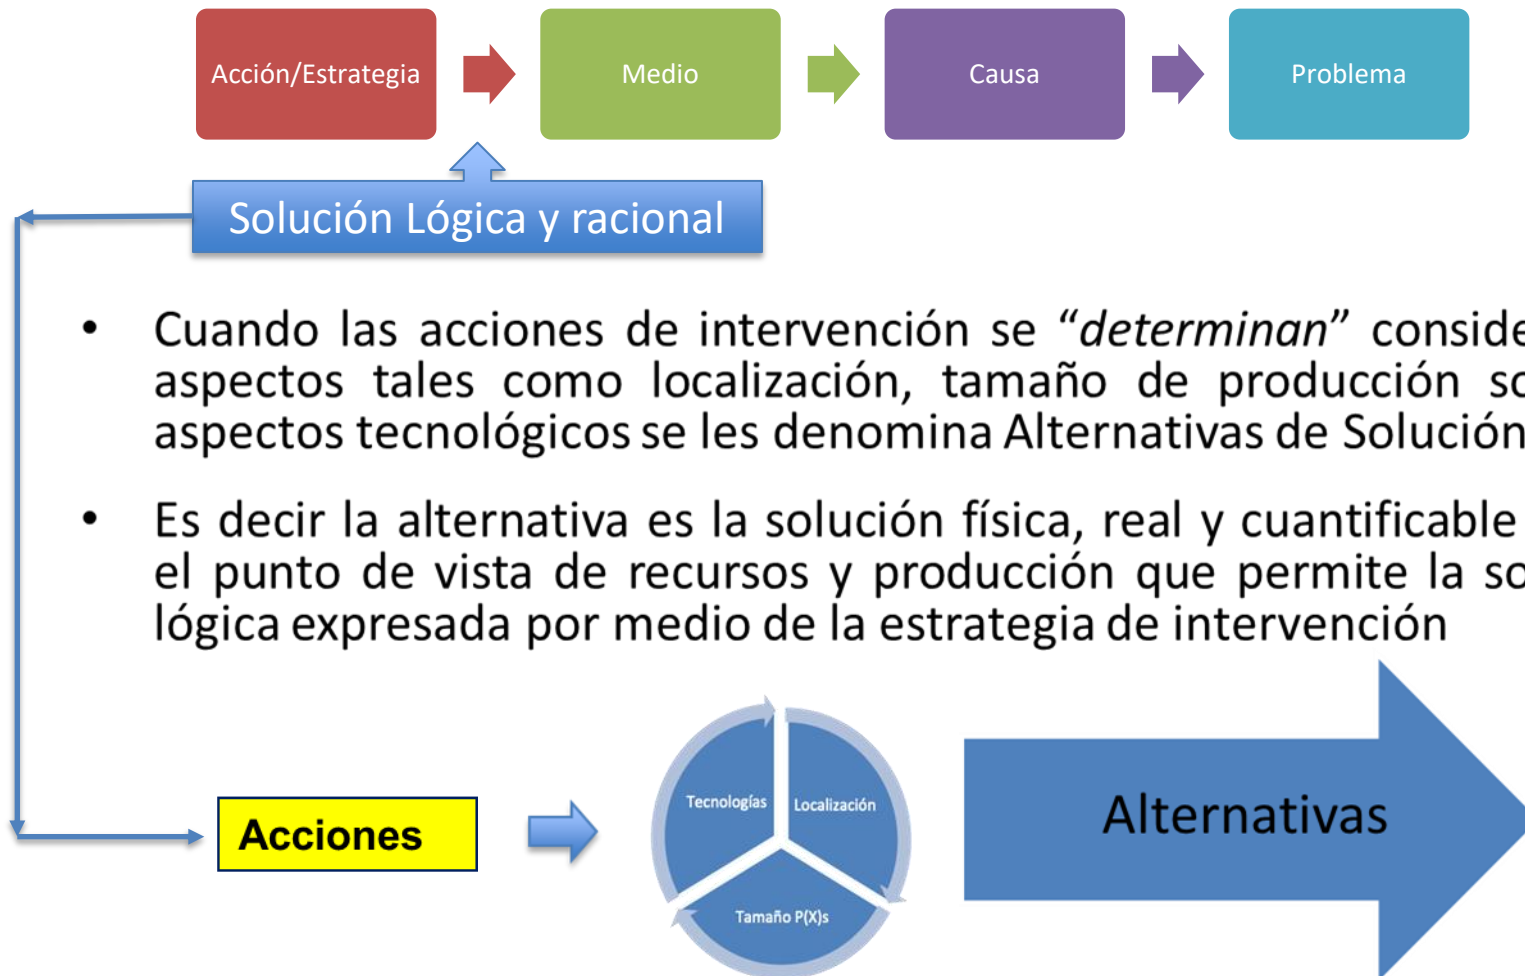 Acción/Estrategia
Medio
Causa
Problema
Solución Lógica y racional
• Cuando las acciones de intervención se “determinan”
aspectos tales como localización, tamaño de producción
aspectos tecnológicos se les denomina Alternativas de Solución
• Es decir la alternativa es la solución física, real y cuantificable
el punto de vista de recursos y producción que permite la
lógica expresada por medio de la estrategia de intervención
Tecnologías
Localización
Tamaño P(X)s
Acciones
Alternativas